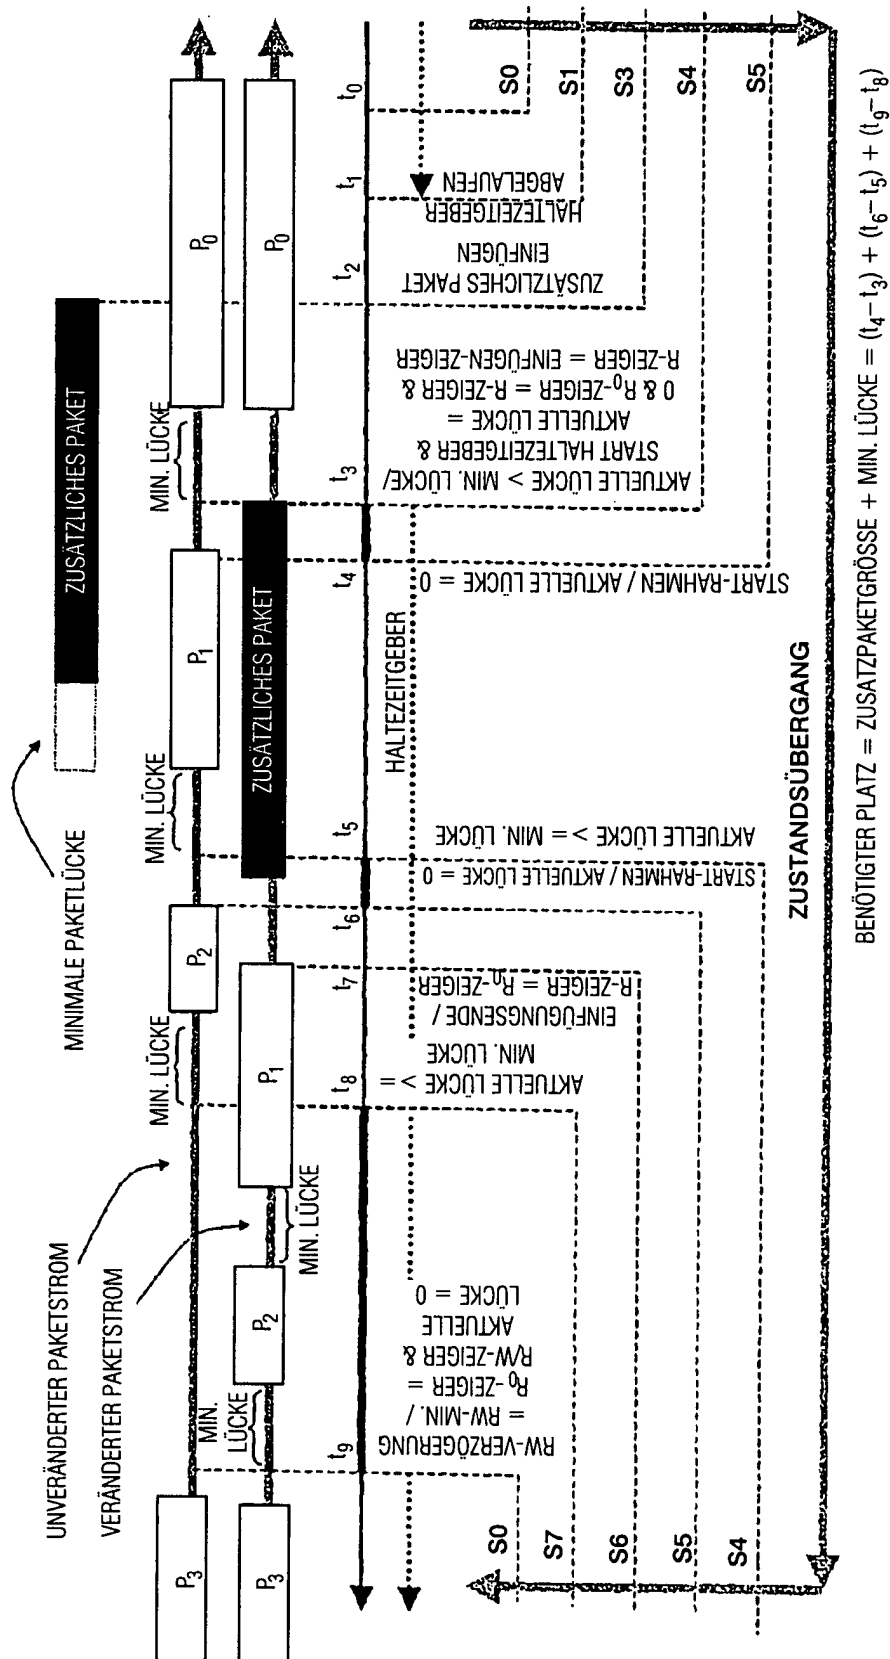 ZUSÄTZLICHES PAKET
MINIMALE PAKETLÜCKE
UNVERÄNDERTER PAKETSTROM
VERÄNDERTER PAKETSTROM
P3
MIN. LÜCKE
P2
MIN. LÜCKE
P1
MIN. LÜCKE
P0
P3
MIN.
LÜCKE
P2
MIN. LÜCKE
P1
ZUSÄTZLICHES PAKET
P0
t9
t8
t7
t6
t5
t4
t3
t2
t1
t0
HALTEZEITGEBER
RW-VERZÖGERUNG
= RW-MIN. /
R0-ZEIGER =
R/W-ZEIGER &
AKTUELLE
LÜCKE = 0
AKTUELLE LÜCKE > =
MIN. LÜCKE
EINFÜGUNGSENDE /
R-ZEIGER = R0-ZEIGER
START-RAHMEN / AKTUELLE LÜCKE = 0
AKTUELLE LÜCKE > = MIN. LÜCKE
START-RAHMEN / AKTUELLE LÜCKE = 0
AKTUELLE LÜCKE > MIN. LÜCKE/
START HALTEZEITGEBER &
AKTUELLE LÜCKE =
0 & R0-ZEIGER = R-ZEIGER &
R-ZEIGER = EINFÜGEN-ZEIGER
ZUSÄTZLICHES PAKET
EINFÜGEN
HALTEZEITGEBER
ABGELAUFEN
S0
S7
S6
S5
S4
S0
S1
S3
S4
S5
ZUSTANDSÜBERGANG
BENÖTIGTER PLATZ = ZUSATZPAKETGRÖSSE + MIN. LÜCKE = (t4– t3) + (t6– t5) + (t9– t8)